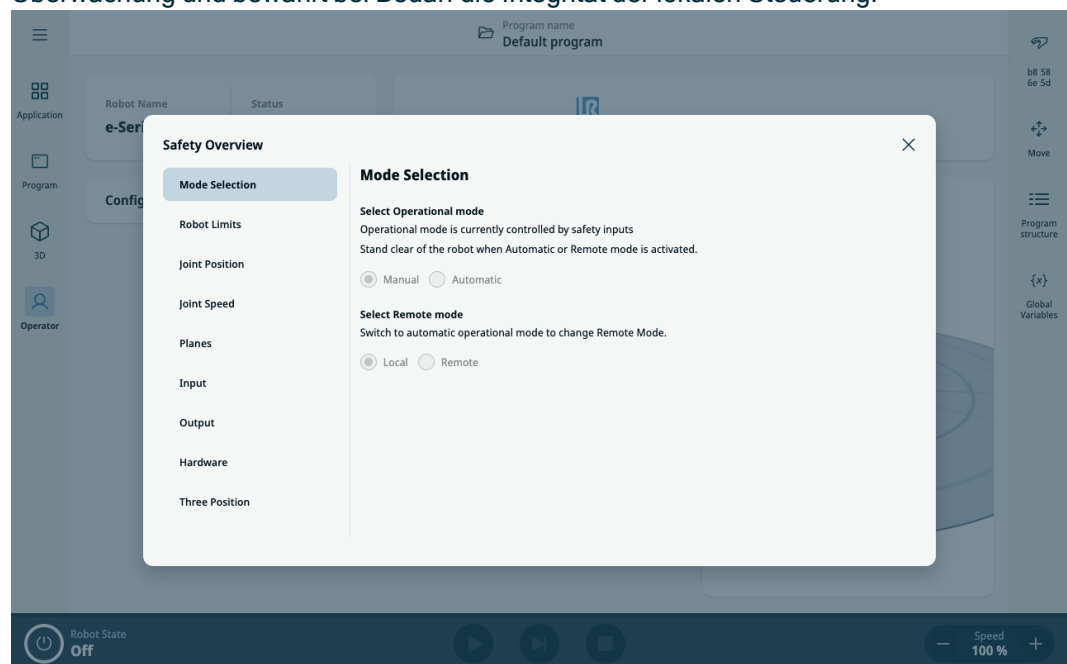 Überwachung und bewahrt bei Bedarf die Integrität der lokalen Steuerung.
Program name
Default program
b8 58
6e 5d
Application
Robot Name
Status
e-Seri
Move
Safety Overview
Mode Selection
Mode Selection
Program
Config
Select Operational mode
Robot Limits
Operational mode is currently controlled by safety inputs
Program
structure
Stand clear of the robot when Automatic or Remote mode is activated.
3D
Joint Position
Manual
Automatic
{x}
Joint Speed
Global
Variables
Select Remote mode
Operator
Switch to automatic operational mode to change Remote Mode.
Planes
Local
Remote
Input
Output
Hardware
Three Position
Robot State
Off
Speed
100 %